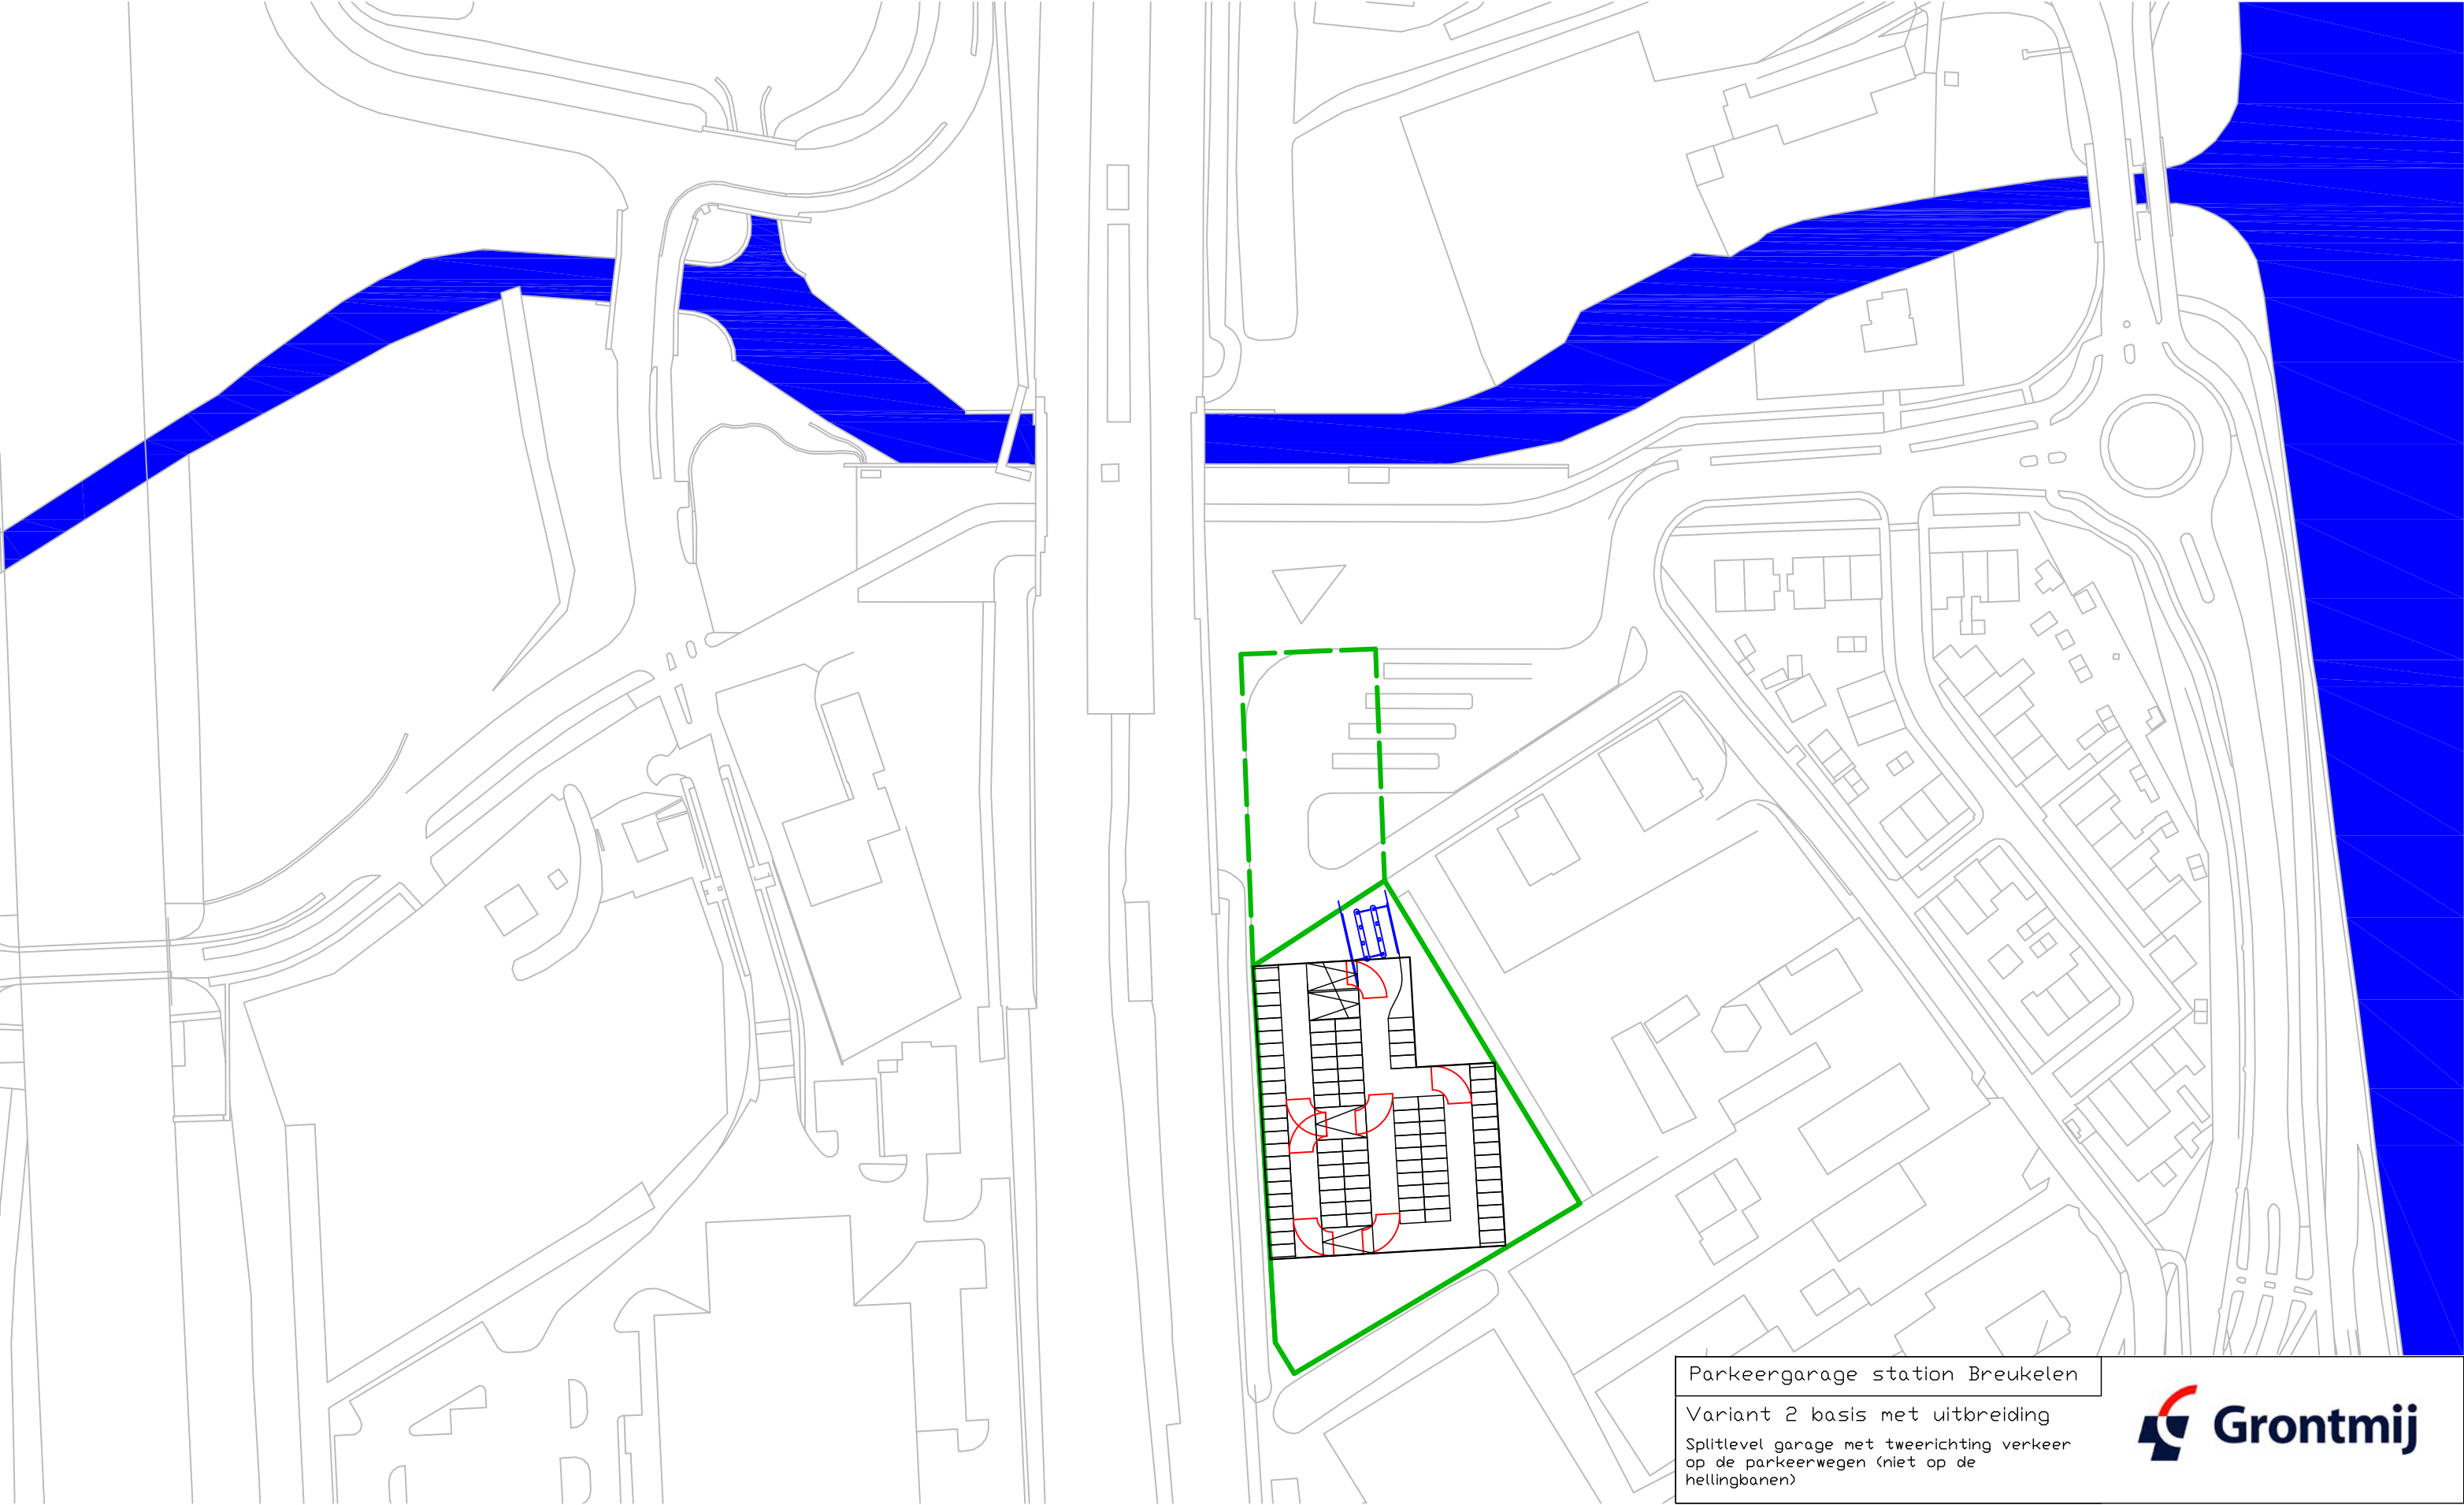 Parkeergarage station Breukelen
Variant 2 basis met uitbreiding
Splitlevel garage met tweerichting verkeer
op de parkeerwegen (niet op de
hellingbanen)
Grontmij